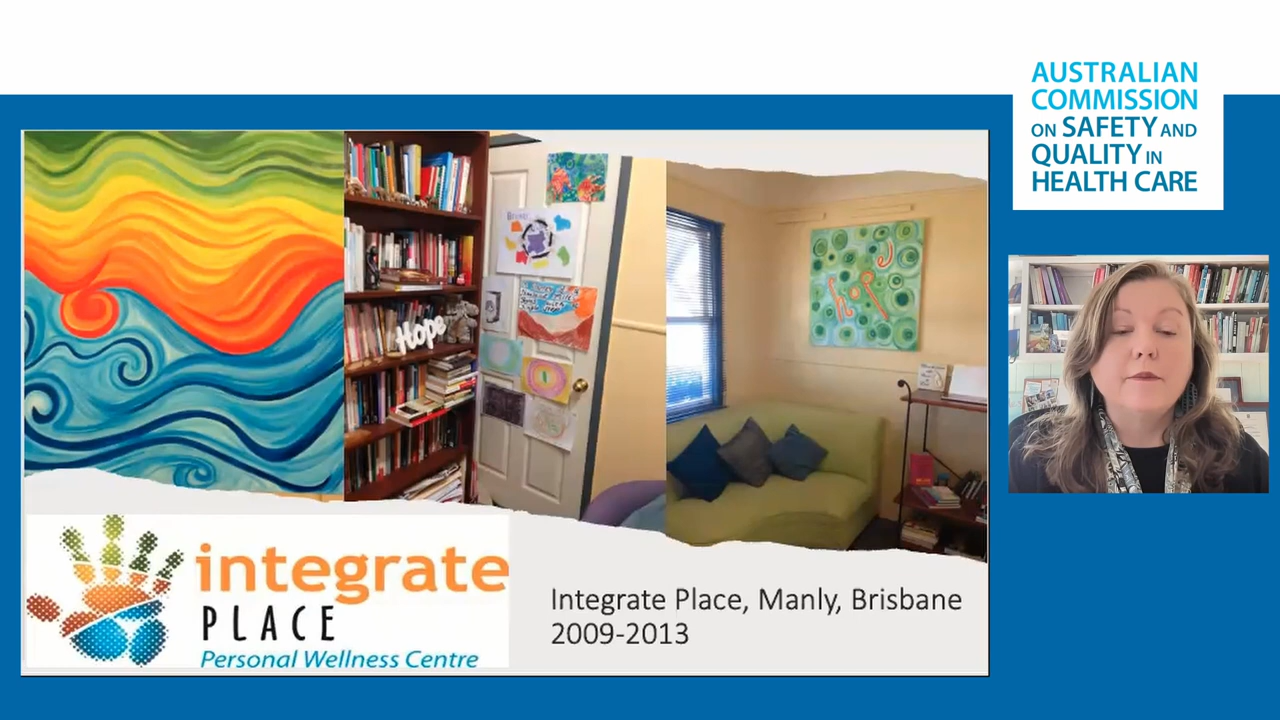 AUSTRALIAN
COMMISSION
ON SAFETY AND
QUALITY IN
HEALTH CARE
Hope
hope
integrate
PLACE
Personal Wellness Centre
Integrate Place, Manly, Brisbane
2009-2013